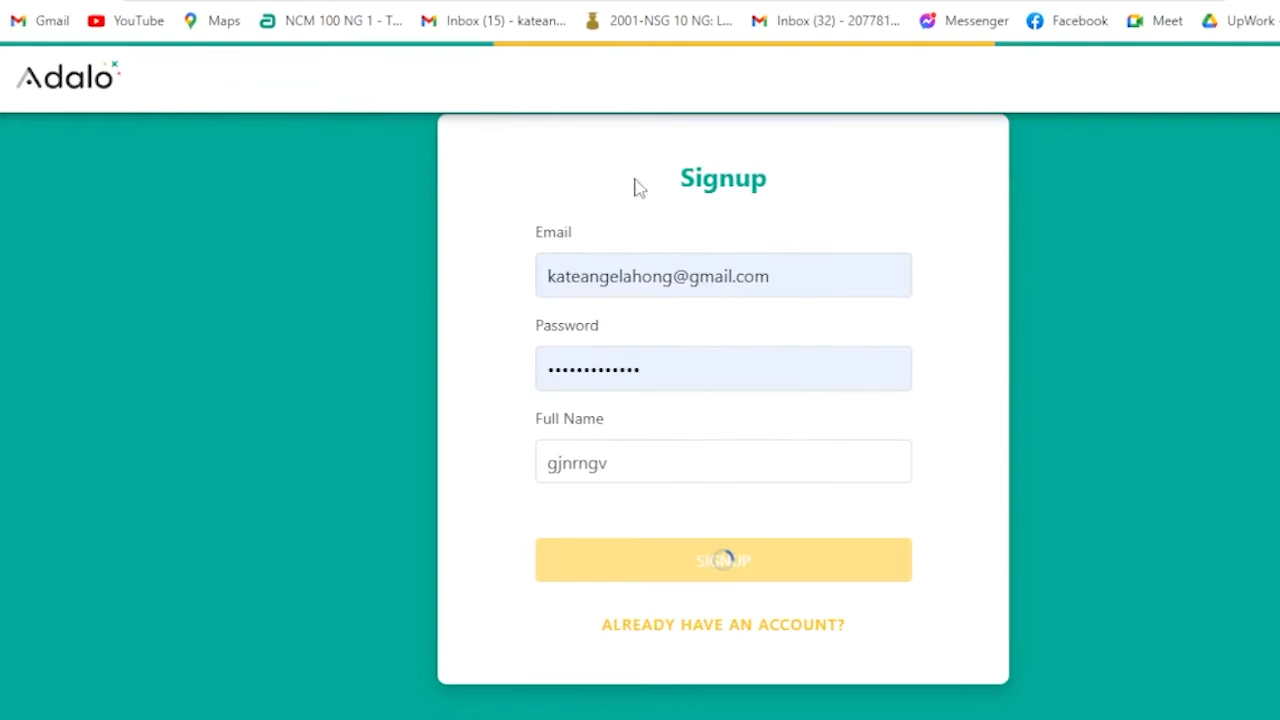 Gmail YouTube Maps NCM 100 NG 1 - T... Inbox (15) - katean... 2001-NSG 10 NG: L... Inbox (32) - 207781... Messenger Facebook Meet UpWork
Adalo
Signup
Email
kateangelahong@gmail.com
Password
•••••••••••••
Full Name
gjnrngv
SIGNUP
ALREADY HAVE AN ACCOUNT?